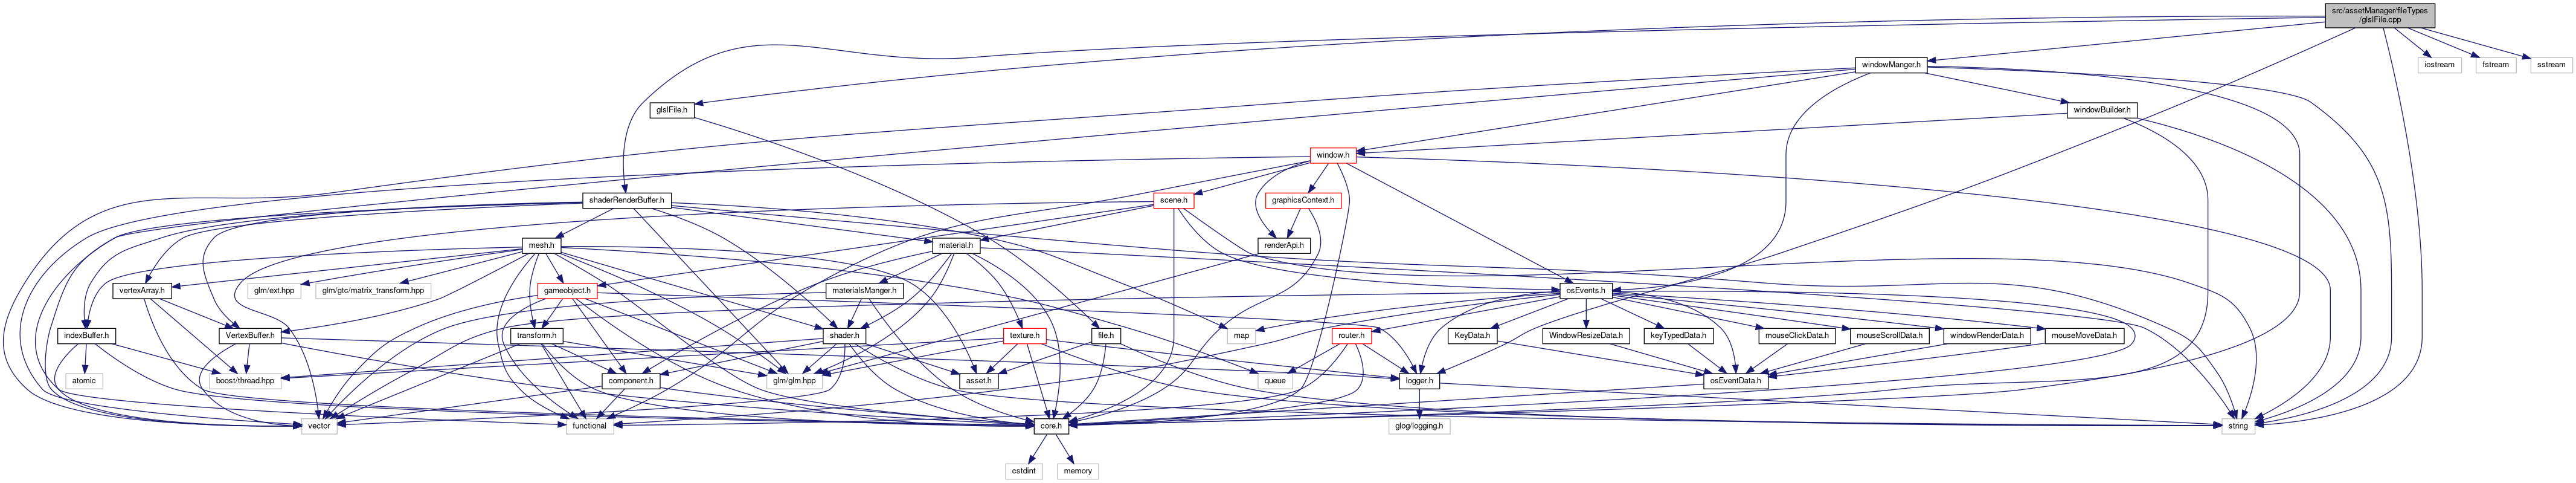 src/assetManager/fileTypes
/glslFile.cpp
windowManger.h
iostream
fstream
sstream
glslFile.h
windowBuilder.h
window.h
shaderRenderBuffer.h
scene.h
graphicsContext.h
mesh.h
material.h
renderApi.h
vertexArray.h
glm/ext.hpp
glm/gtc/matrix_transform.hpp
gameobject.h
materialsManger.h
osEvents.h
indexBuffer.h
VertexBuffer.h
transform.h
shader.h
texture.h
file.h
map
router.h
KeyData.h
WindowResizeData.h
keyTypedData.h
mouseClickData.h
mouseScrollData.h
windowRenderData.h
mouseMoveData.h
atomic
boost/thread.hpp
component.h
glm/glm.hpp
asset.h
queue
logger.h
osEventData.h
vector
functional
core.h
glog/logging.h
string
cstdint
memory